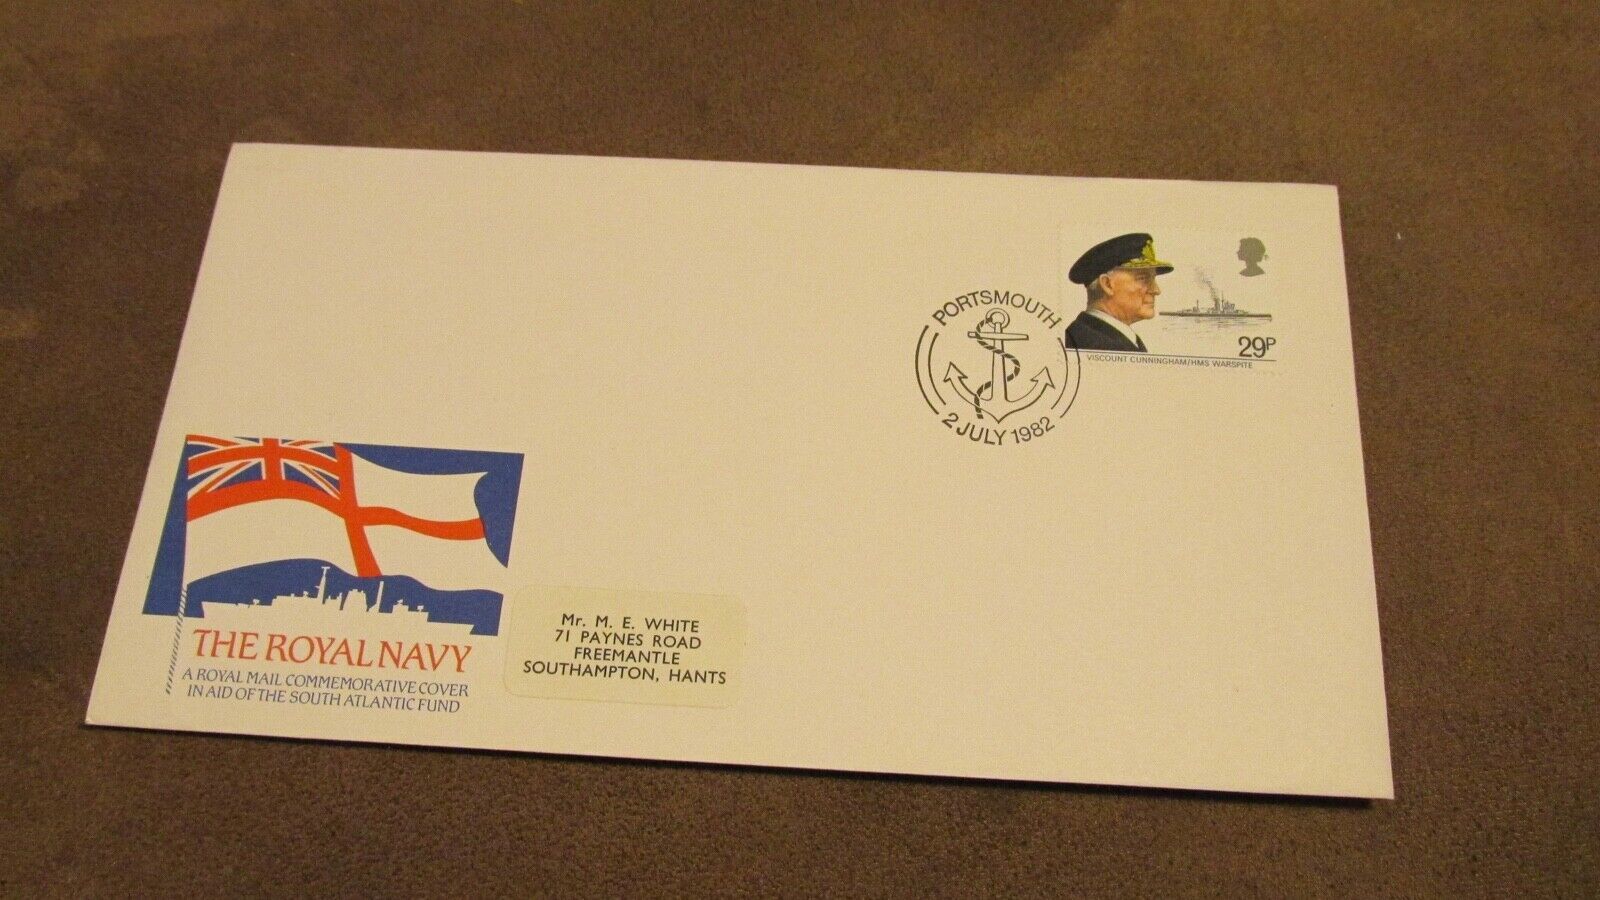 PORTSMOUTH
2 JULY 1982
29P
VISCOUNT CUNNINGHAM/HMS WARSPITE
THE ROYAL NAVY
A ROYAL MAIL COMMEMORATIVE COVER
IN AID OF THE SOUTH ATLANTIC FUND
Mr. M. E. WHITE
71 PAYNES ROAD
FREEMANTLE
SOUTHAMPTON, HANTS